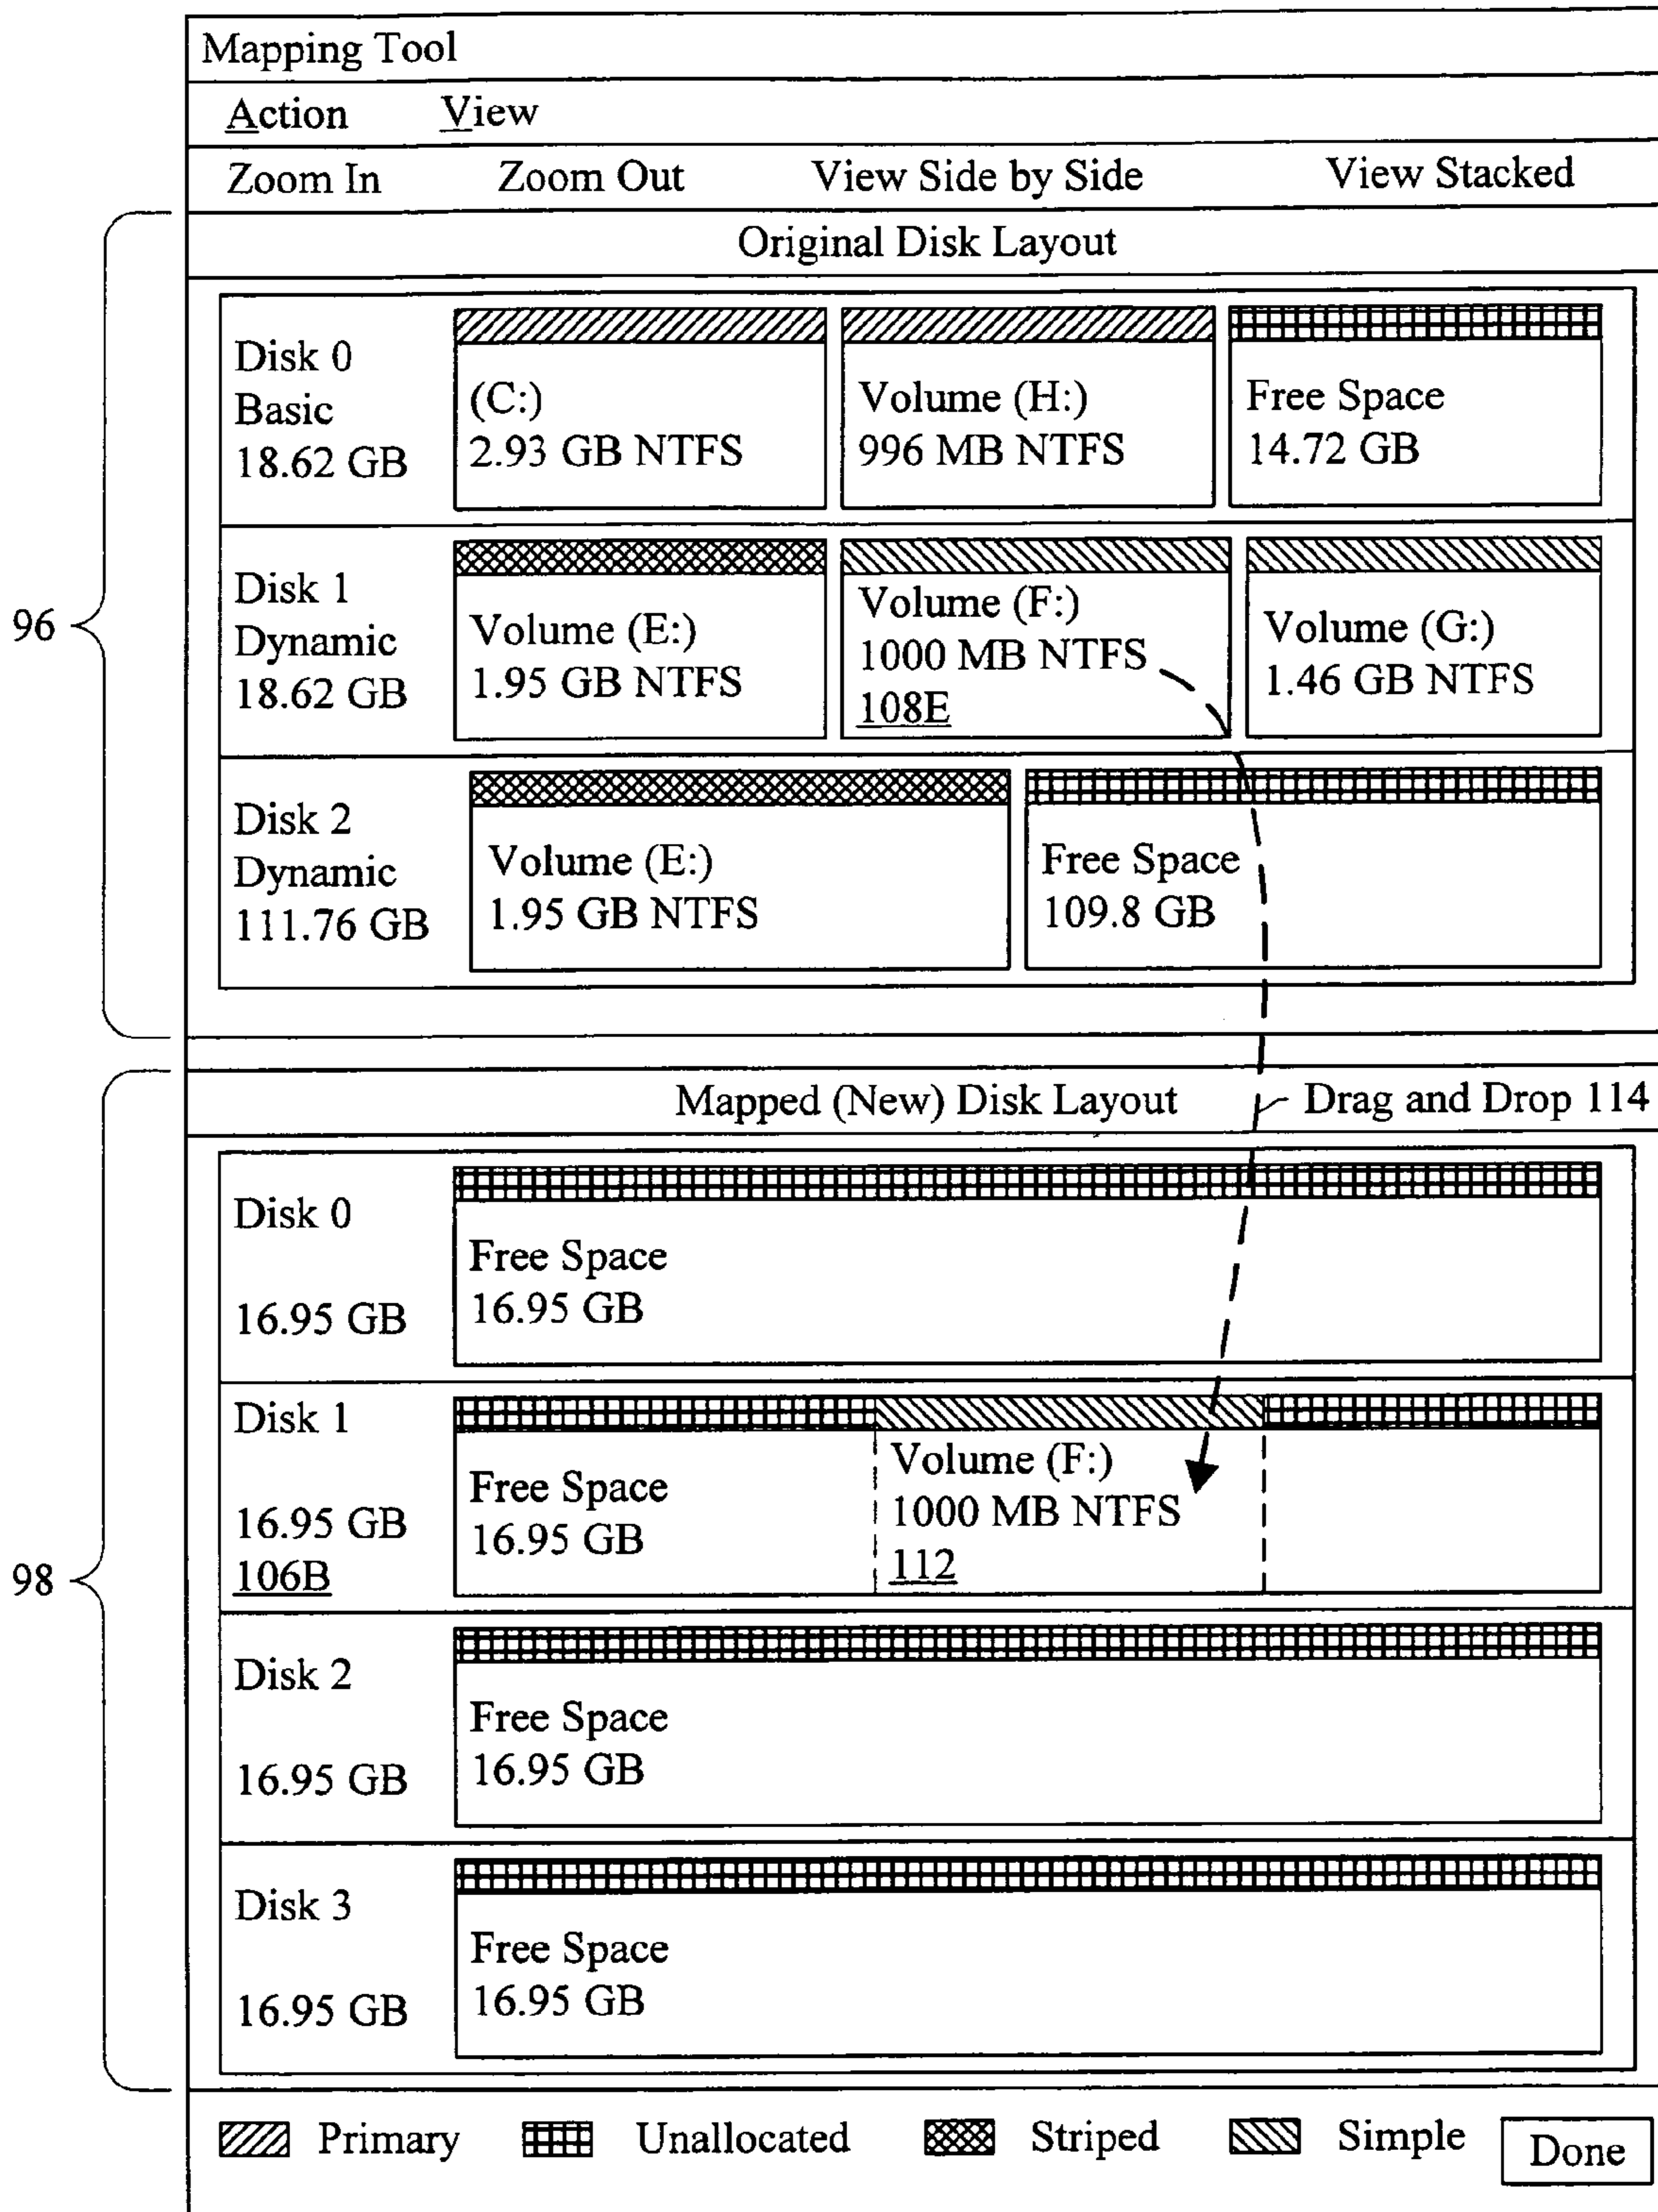 Mapping Tool
Action View
Zoom In Zoom Out View Side by Side View Stacked
96
Original Disk Layout
Disk 0
Basic
18.62 GB
(C:)
2.93 GB NTFS
Volume (H:)
996 MB NTFS
Free Space
14.72 GB
Disk 1
Dynamic
18.62 GB
Volume (E:)
1.95 GB NTFS
Volume (F:)
1000 MB NTFS
108E
Volume (G:)
1.46 GB NTFS
Disk 2
Dynamic
111.76 GB
Volume (E:)
1.95 GB NTFS
Free Space
109.8 GB
98
Mapped (New) Disk Layout
Drag and Drop 114
Disk 0
16.95 GB
Free Space
16.95 GB
Disk 1
16.95 GB
106B
Free Space
16.95 GB
Volume (F:)
1000 MB NTFS
112
Disk 2
16.95 GB
Free Space
16.95 GB
Disk 3
16.95 GB
Free Space
16.95 GB
Primary Unallocated Striped Simple Done